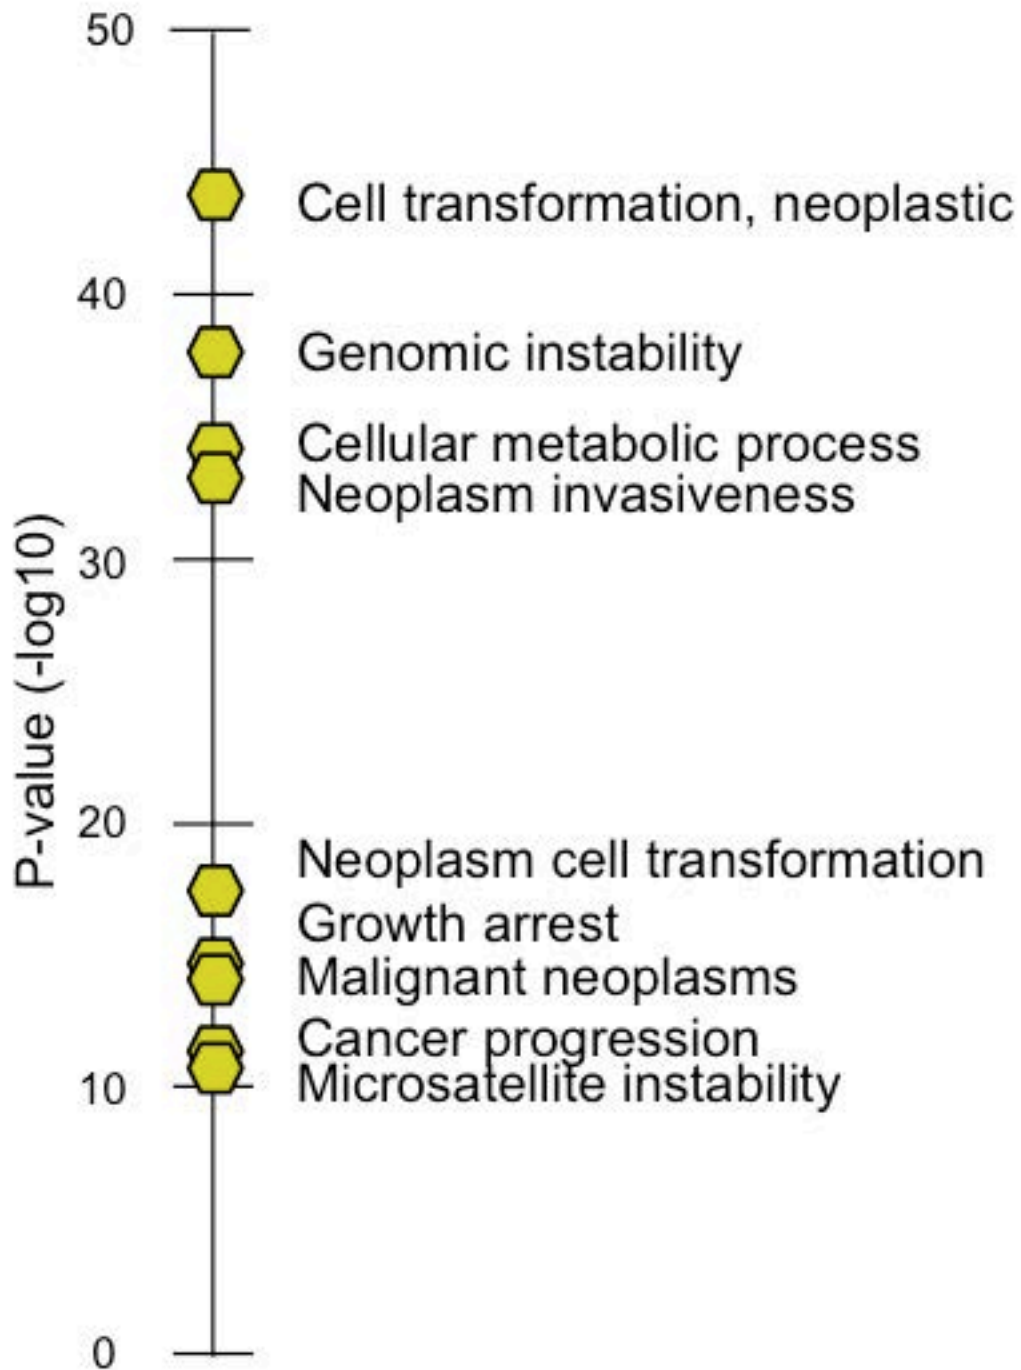 50
Cell transformation, neoplastic
40
Genomic instability
Cellular metabolic process
Neoplasm invasiveness
P-value (-log10)
30
20
Neoplasm cell transformation
Growth arrest
Malignant neoplasms
Cancer progression
10
Microsatellite instability
0